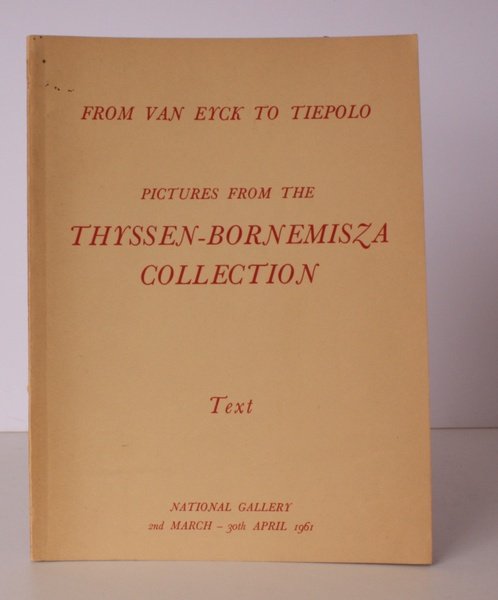 FROM VAN EYCK TO TIEPOLO
PICTURES FROM THE
THYSSEN-BORNEMISZA
COLLECTION
Text
NATIONAL GALLERY
2nd MARCH – 30th APRIL 1961